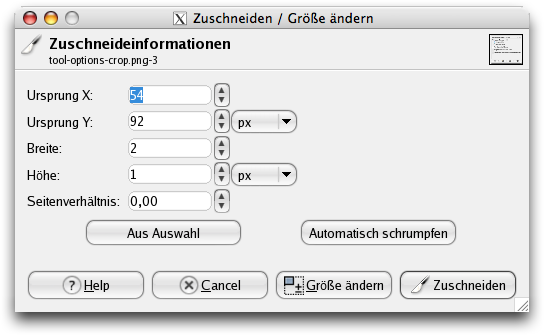 Zuschneiden / Größe ändern
Zuschneideinformationen
tool-options-crop.png-3
Ursprung X: 54
Ursprung Y: 92 px
Breite: 2
Höhe: 1 px
Seitenverhältnis: 0,00
Aus Auswahl Automatisch schrumpfen
Help Cancel Größe ändern Zuschneiden